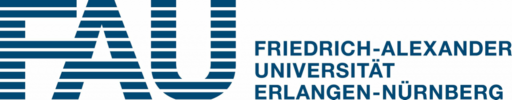 FAU
FRIEDRICH-ALEXANDER
UNIVERSITÄT
ERLANGEN-NÜRNBERG